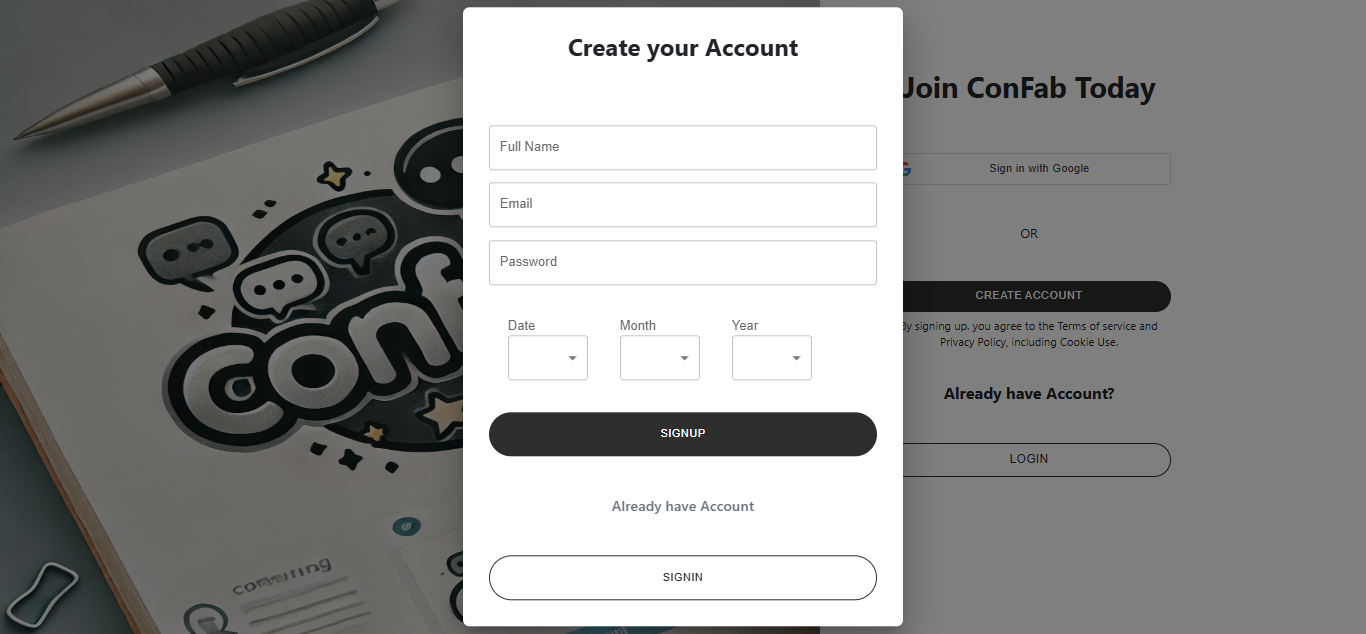 Create your Account
Full Name
Email
Password
Date Month Year
SIGNUP
Already have Account
SIGNIN
Join ConFab Today
Sign in with Google
OR
CREATE ACCOUNT
By signing up, you agree to the Terms of service and
Privacy Policy, including Cookie Use.
Already have Account?
LOGIN
conf